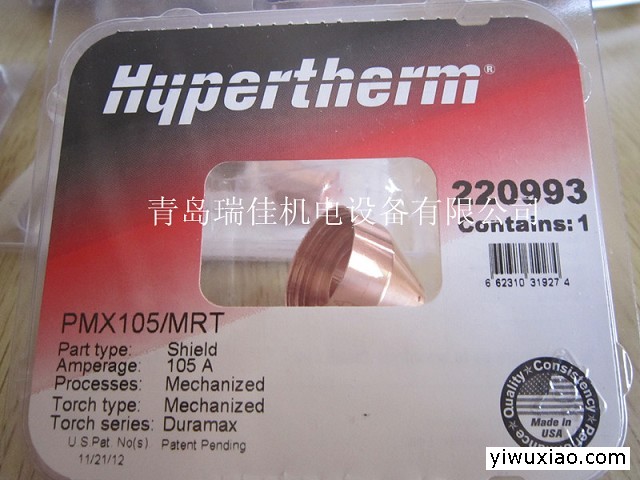 Hypertherm®
220993
Contains: 1
青岛瑞佳机电设备有限公司
6 62310 31927 4
PMX105/MRT
Part type: Shield
Amperage: 105 A
Processes: Mechanized
Torch type: Mechanized
Torch series: Duramax
U.S Pat. No(s) Patent Pending
11/21/12
Quality★Consistency
Performance
Made in
USA
yiwuxiao.com